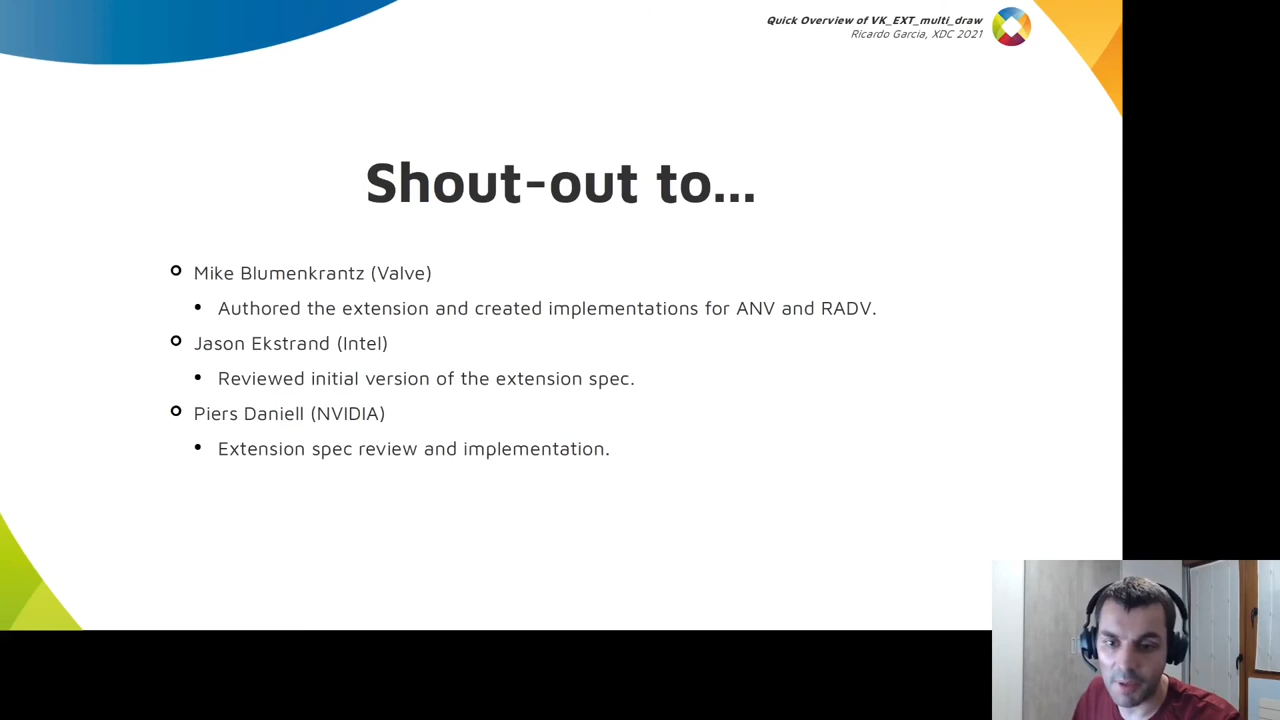 Quick Overview of VK_EXT_multi_draw
Ricardo Garcia, XDC 2021
Shout-out to...
Mike Blumenkrantz (Valve)
Authored the extension and created implementations for ANV and RADV.
Jason Ekstrand (Intel)
Reviewed initial version of the extension spec.
Piers Daniell (NVIDIA)
Extension spec review and implementation.